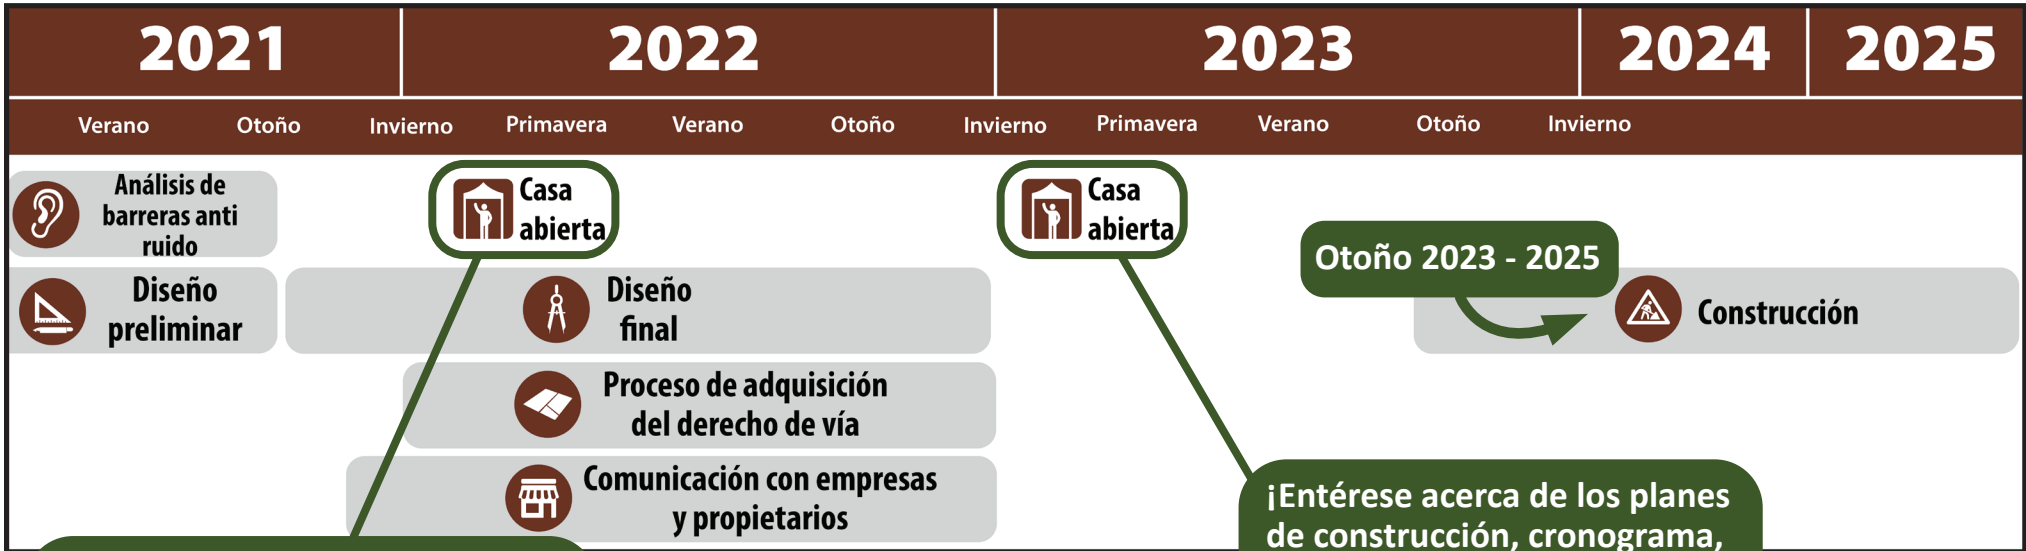 2021 2022 2023 2024 2025
Verano Otoño Invierno Primavera Verano Otoño Invierno Primavera Verano Otoño Invierno
Análisis de
barreras anti
ruido
Casa
abierta
Casa
abierta
Otoño 2023 - 2025
Diseño
preliminar
Diseño
final
Construcción
Proceso de adquisición
del derecho de vía
Comunicación con empresas
y propietarios
¡Entérese acerca de los planes
de construcción, cronograma,